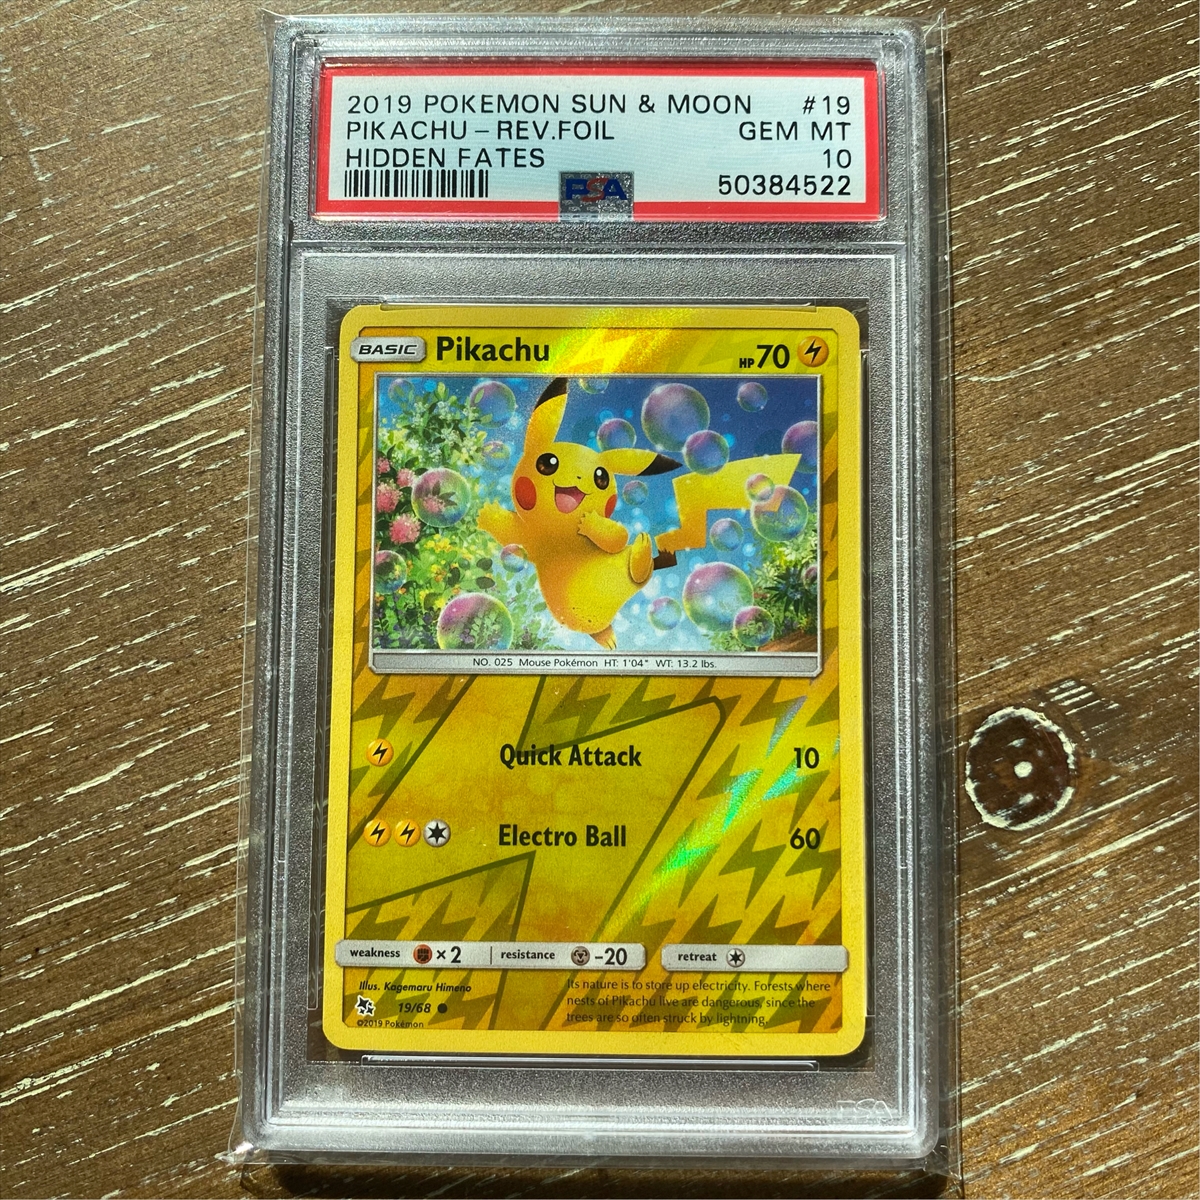 2019 POKEMON SUN & MOON #19
PIKACHU - REV.FOIL GEM MT
HIDDEN FATES 10
PSA 50384522
BASIC Pikachu HP 70
NO. 025 Mouse Pokémon HT: 1'04" WT: 13.2 lbs.
Quick Attack 10
Electro Ball 60
weakness ×2 resistance -20 retreat
Illus. Kagemaru Himeno
19/68
©2019 Pokémon
Its nature is to store up electricity. Forests where
nests of Pikachu live are dangerous, since the
trees are so often struck by lightning.
PSA